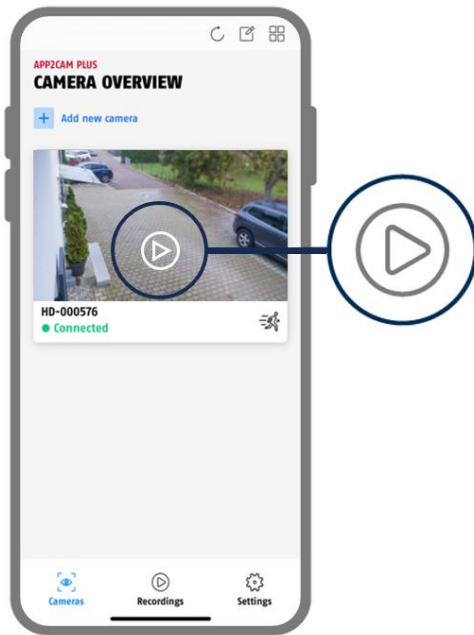 APP2CAM PLUS
CAMERA OVERVIEW
Add new camera
HD-000576
Connected
Cameras Recordings Settings